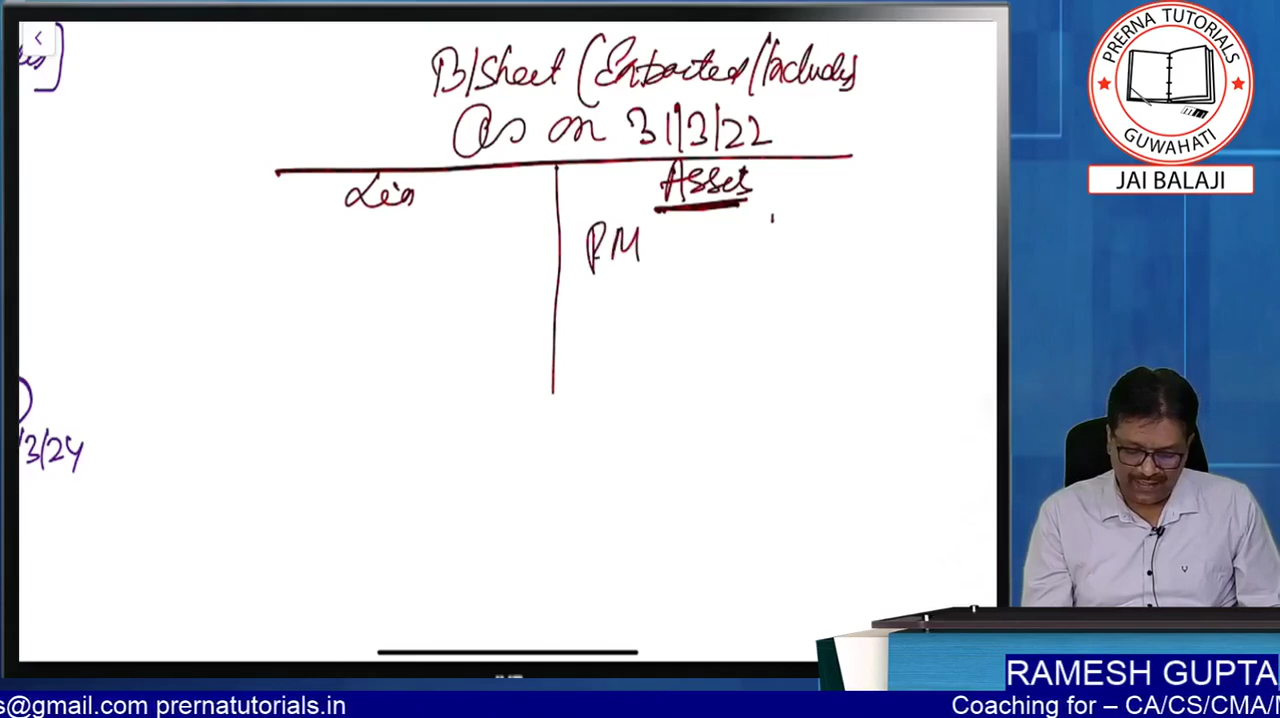 B/Sheet (Extracted/Includes
As on 31/3/22
Lia
Asset
PM
/3/24
PRERNA TUTORIALS
GUWAHATI
JAI BALAJI
RAMESH GUPTA
s@gmail.com prernatutorials.in
Coaching for – CA/CS/CMA/